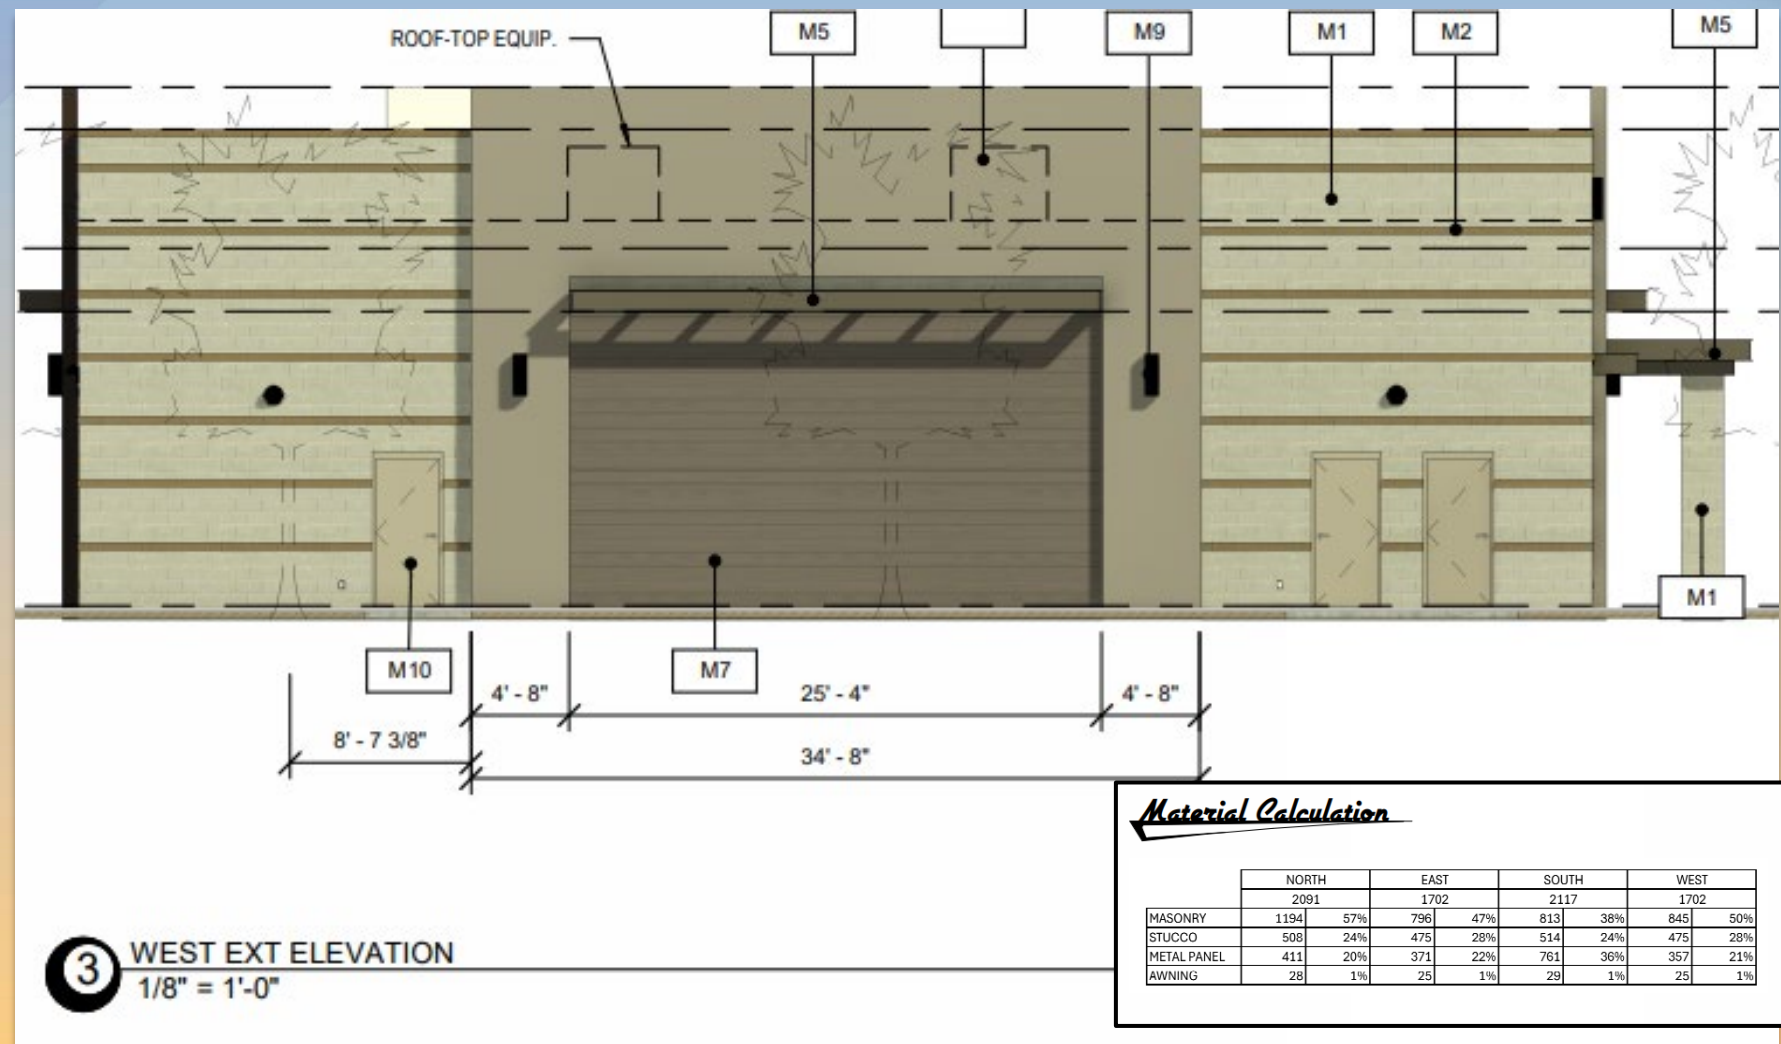 ROOF-TOP EQUIP.
M5
M9
M1
M2
M5
M1
M10
M7
4' - 8"
25' - 4"
4' - 8"
8' - 7 3/8"
34' - 8"
3
WEST EXT ELEVATION
1/8" = 1'-0"
Material Calculation
NORTH EAST SOUTH WEST
2091 1702 2117 1702
MASONRY 1194 57% 796 47% 813 38% 845 50%
STUCCO 508 24% 475 28% 514 24% 475 28%
METAL PANEL 411 20% 371 22% 761 36% 357 21%
AWNING 28 1% 25 1% 29 1% 25 1%